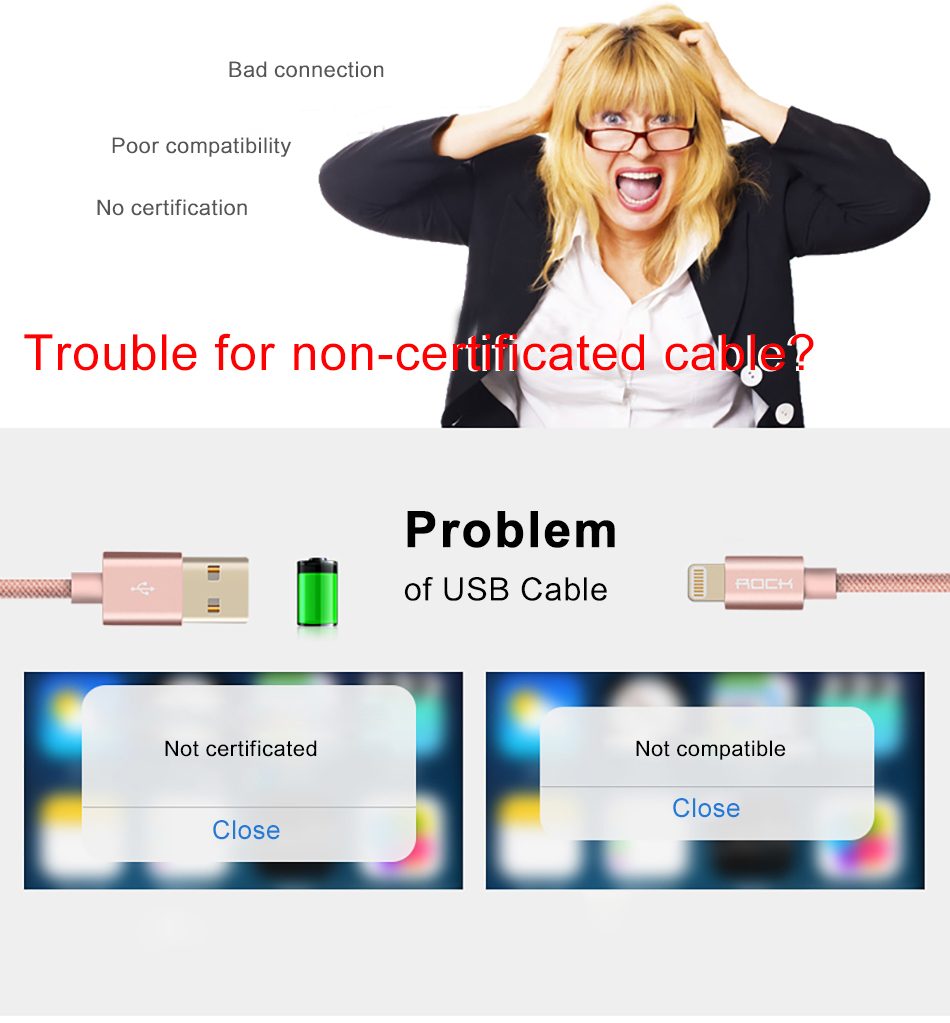 Bad connection
Poor compatibility
No certification
Trouble for non-certificated cable?
Problem
of USB Cable
ROCK
Not certificated
Close
Not compatible
Close